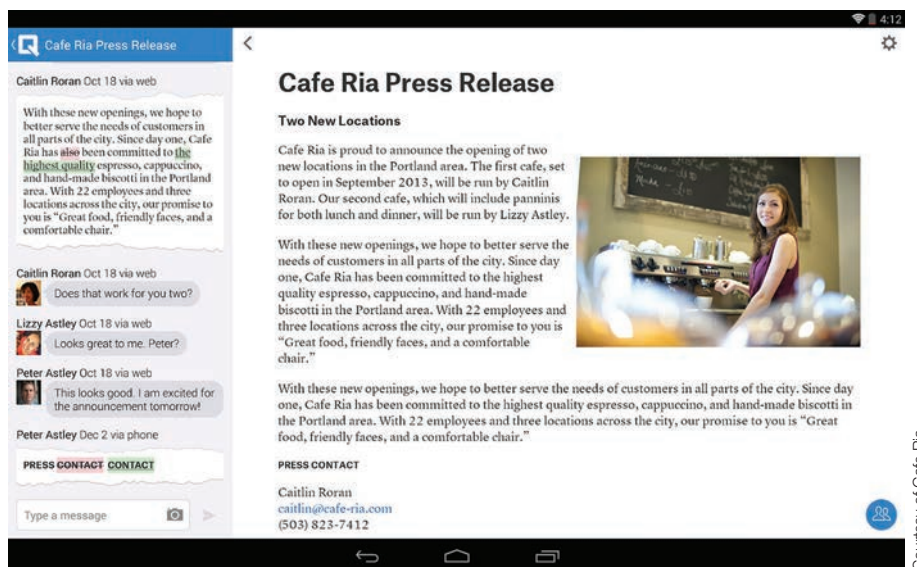 4:12
Cafe Ria Press Release
Caitlin Roran Oct 18 via web
With these new openings, we hope to
better serve the needs of customers in
all parts of the city. Since day one, Cafe
Ria has also been committed to the
highest quality espresso, cappuccino,
and hand-made biscotti in the Portland
area. With 22 employees and three
locations across the city, our promise to
you is “Great food, friendly faces, and a
comfortable chair.”
Caitlin Roran Oct 18 via web
Does that work for you two?
Lizzy Astley Oct 18 via web
Looks great to me. Peter?
Peter Astley Oct 18 via web
This looks good. I am excited for
the announcement tomorrow!
Peter Astley Dec 2 via phone
PRESS CONTACT CONTACT
Type a message
Cafe Ria Press Release
Two New Locations
Cafe Ria is proud to announce the opening of two
new locations in the Portland area. The first cafe, set
to open in September 2013, will be run by Caitlin
Roran. Our second cafe, which will include paninnis
for both lunch and dinner, will be run by Lizzy Astley.
With these new openings, we hope to better serve the
needs of customers in all parts of the city. Since day
one, Cafe Ria has been committed to the highest
quality espresso, cappuccino, and hand-made
biscotti in the Portland area. With 22 employees and
three locations across the city, our promise to you is
“Great food, friendly faces, and a comfortable
chair.”
With these new openings, we hope to better serve the needs of customers in all parts of the city. Since day
one, Cafe Ria has been committed to the highest quality espresso, cappuccino, and hand-made biscotti in
the Portland area. With 22 employees and three locations across the city, our promise to you is “Great
food, friendly faces, and a comfortable chair.”
PRESS CONTACT
Caitlin Roran
caitlin@cafe-ria.com
(503) 823-7412